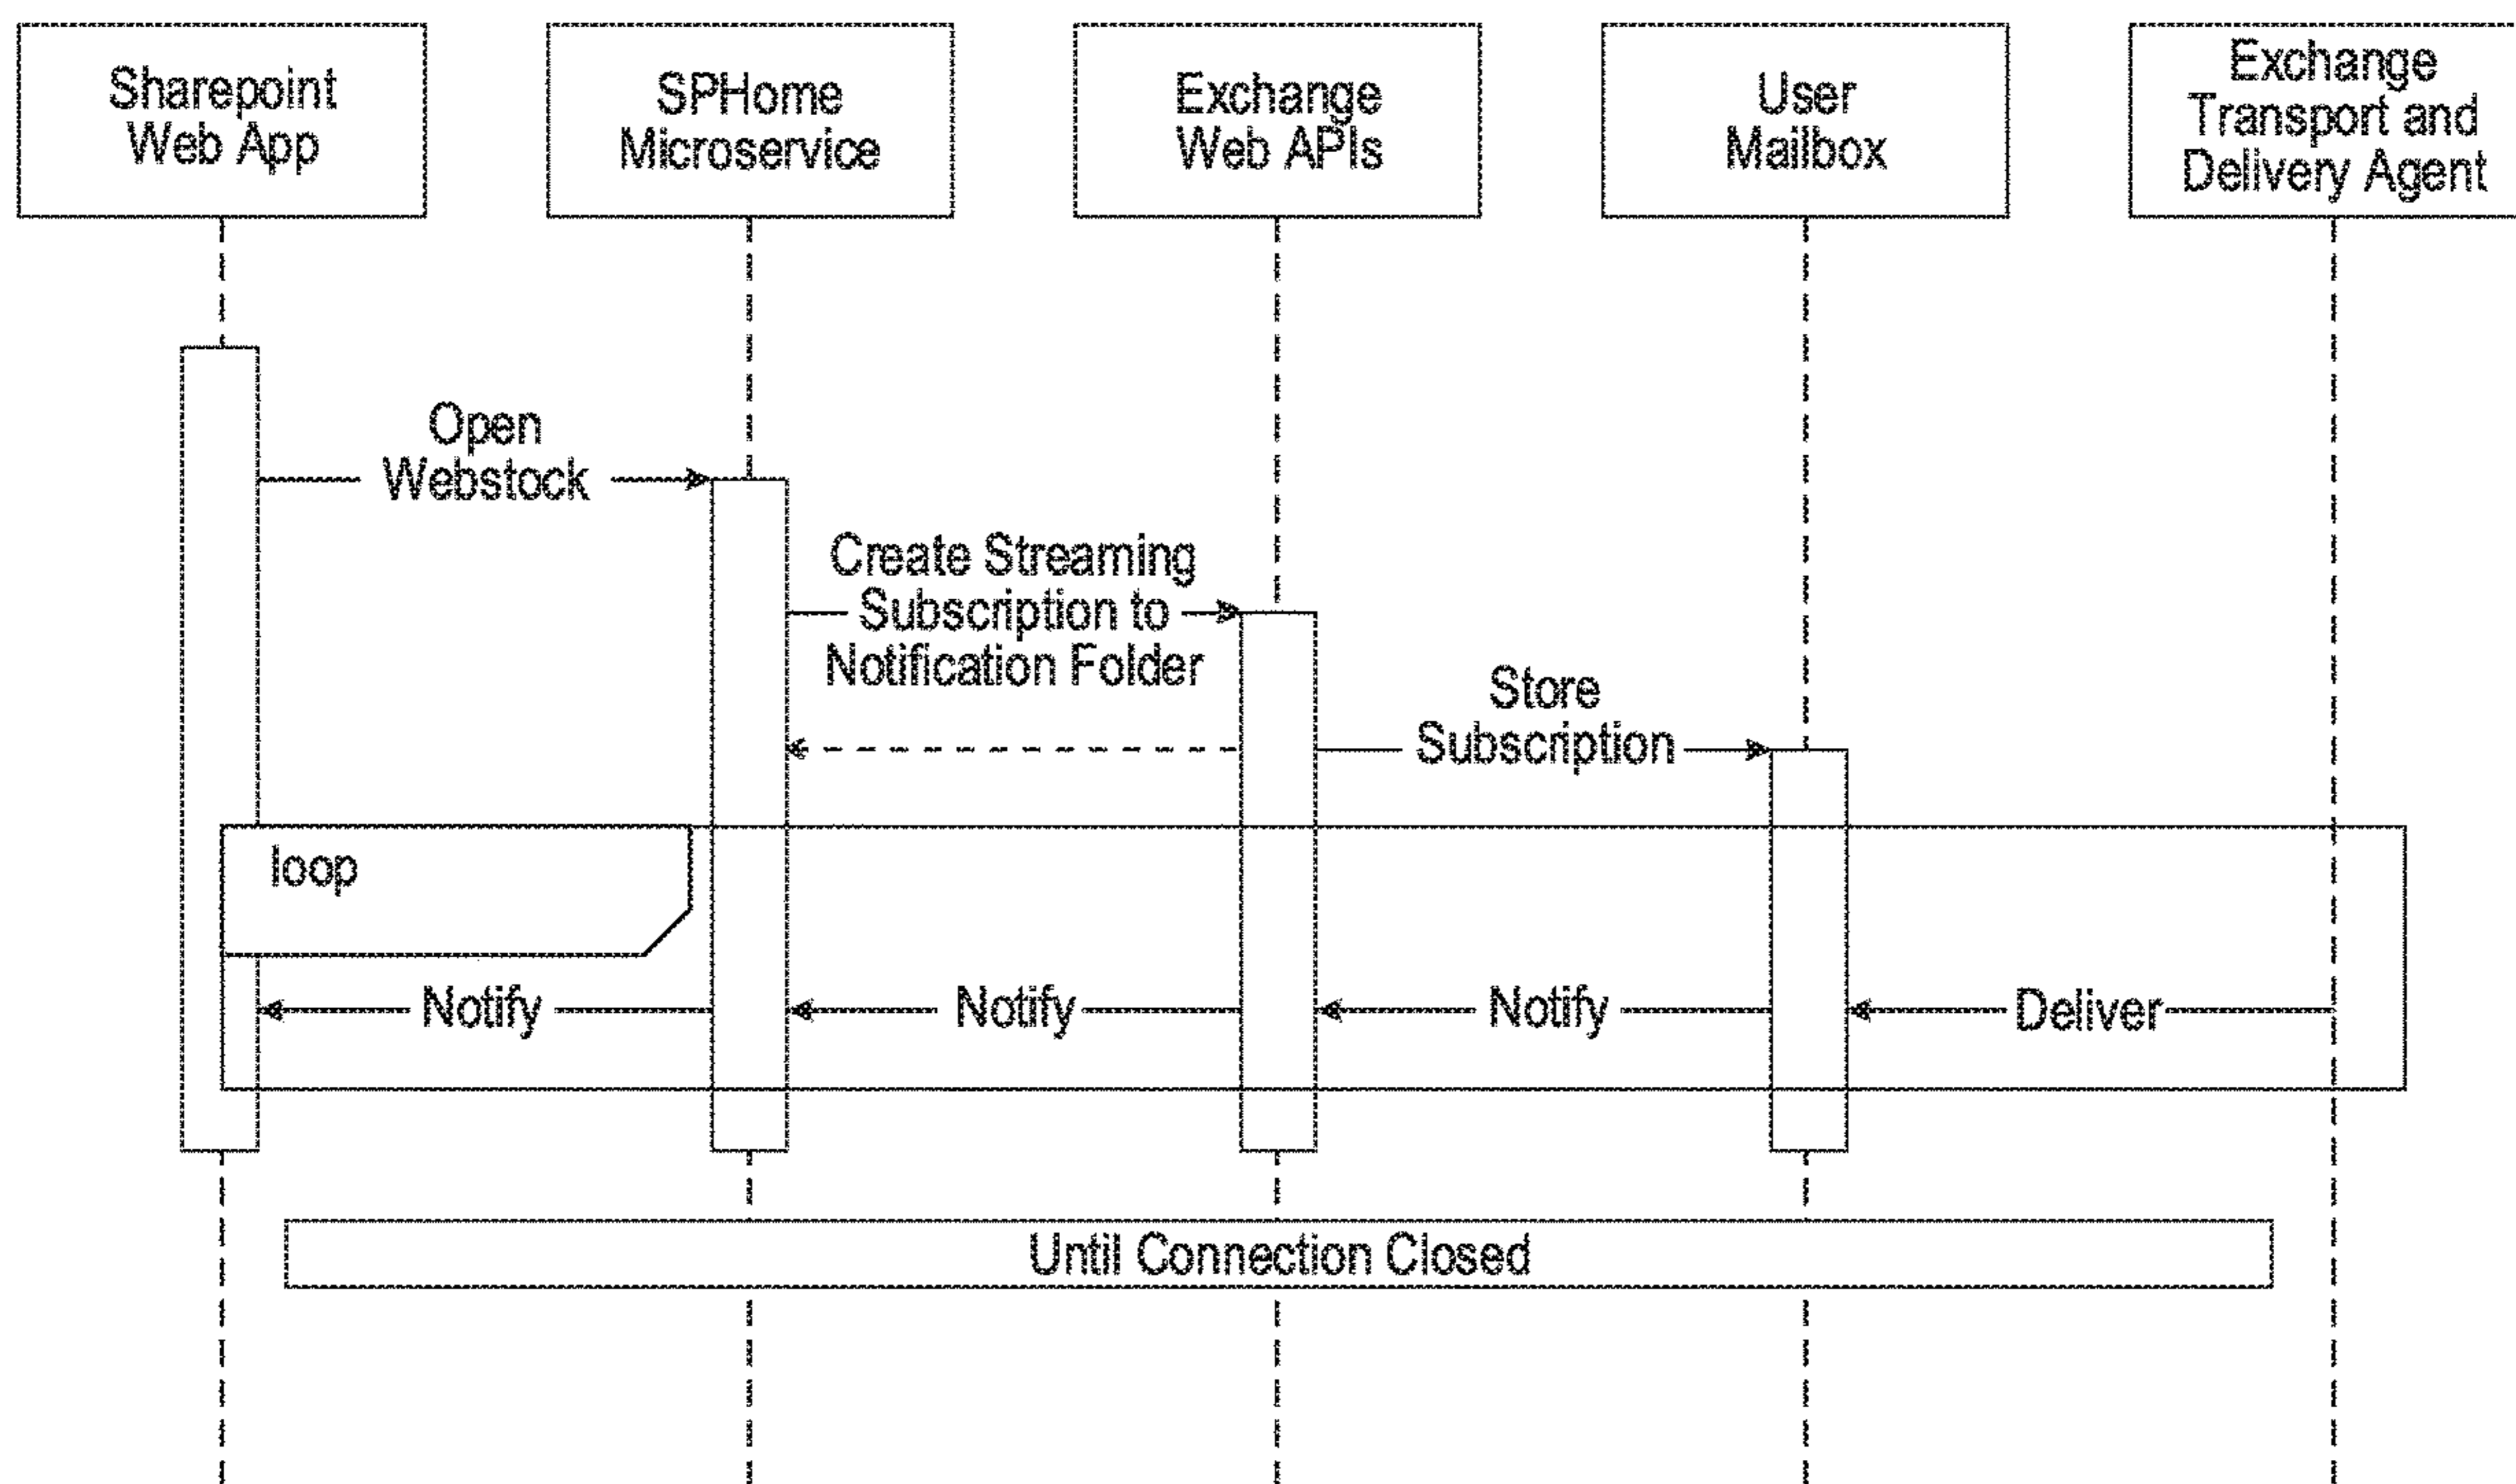 Sharepoint
Web App
SPHome
Microservice
Exchange
Web APIs
User
Mailbox
Exchange
Transport and
Delivery Agent
Open
Webstock
Create Streaming
Subscription to
Notification Folder
Store
Subscription
loop
Notify
Notify
Notify
Deliver
Until Connection Closed